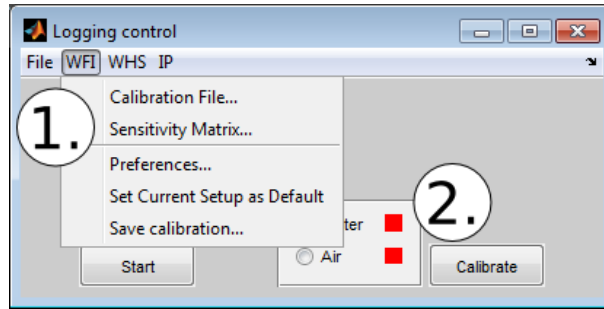 Logging control
File WFI WHS IP
Calibration File...
1.
Sensitivity Matrix...
Preferences...
Set Current Setup as Default
2.
Save calibration...
ter
Air
Start
Calibrate